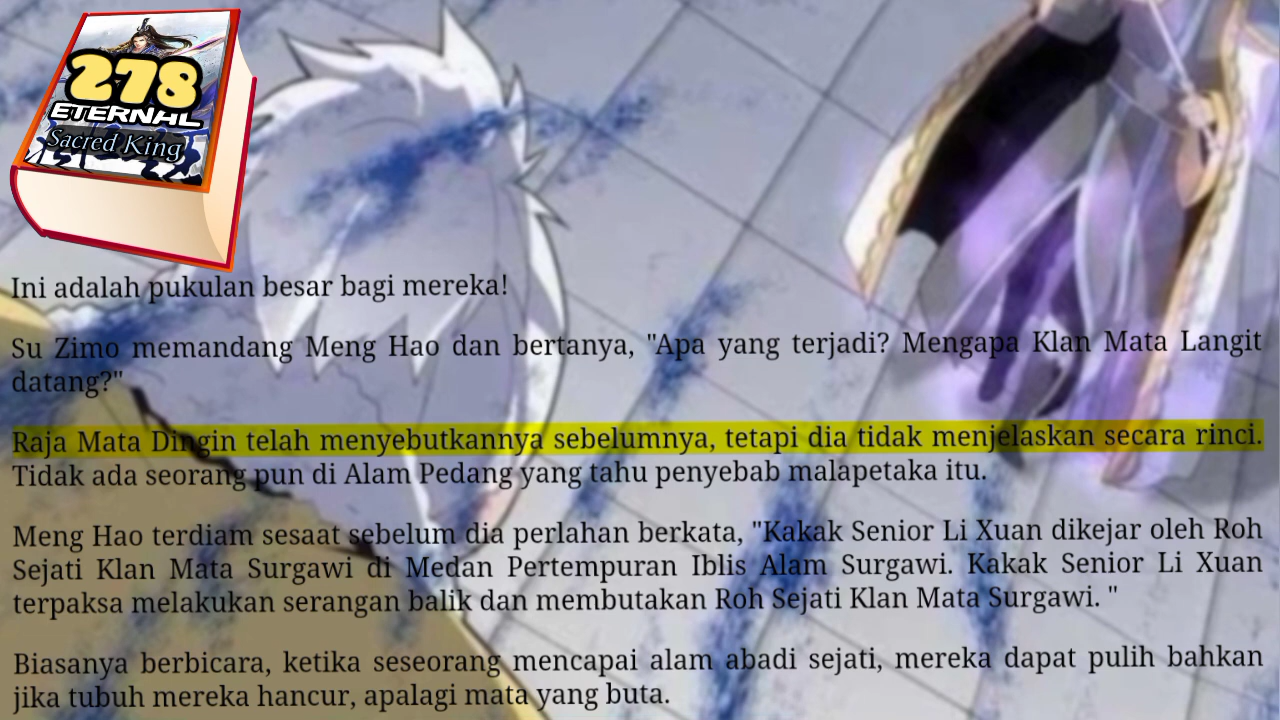 278
ETERNAL
Sacred King
Ini adalah pukulan besar bagi mereka!
Su Zimo memandang Meng Hao dan bertanya, "Apa yang terjadi? Mengapa Klan Mata Langit
datang?"
Raja Mata Dingin telah menyebutkannya sebelumnya, tetapi dia tidak menjelaskan secara rinci.
Tidak ada seorang pun di Alam Pedang yang tahu penyebab malapetaka itu.
Meng Hao terdiam sesaat sebelum dia perlahan berkata, "Kakak Senior Li Xuan dikejar oleh Roh
Sejati Klan Mata Surgawi di Medan Pertempuran Iblis Alam Surgawi. Kakak Senior Li Xuan
terpaksa melakukan serangan balik dan membutakan Roh Sejati Klan Mata Surgawi. "
Biasanya berbicara, ketika seseorang mencapai alam abadi sejati, mereka dapat pulih bahkan
jika tubuh mereka hancur, apalagi mata yang buta.